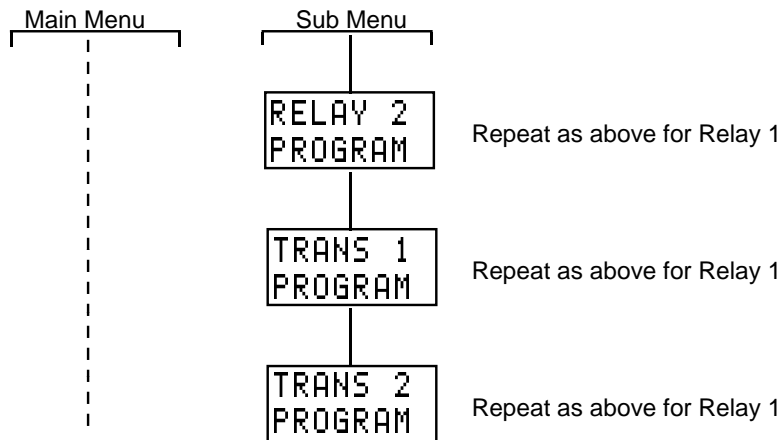 Main Menu
Sub Menu
RELAY 2
PROGRAM
Repeat as above for Relay 1
TRANS 1
PROGRAM
Repeat as above for Relay 1
TRANS 2
PROGRAM
Repeat as above for Relay 1